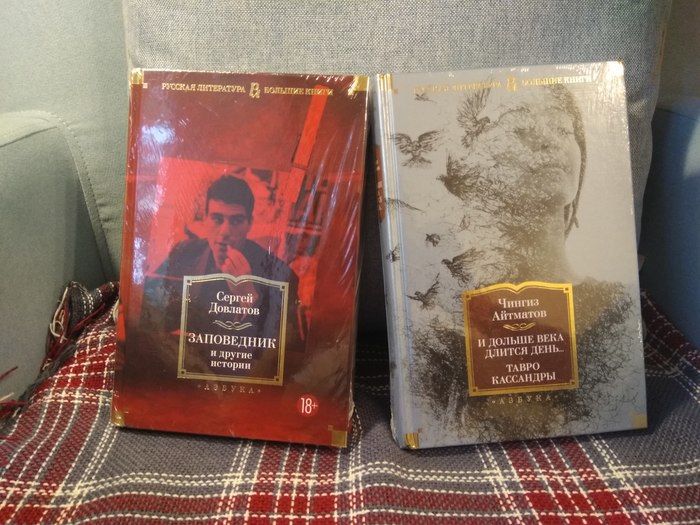 РУССКАЯ ЛИТЕРАТУРА БОЛЬШИЕ КНИГИ
Сергей
Довлатов
ЗАПОВЕДНИК
и другие
истории
«АЗБУКА»
18+
РУССКАЯ ЛИТЕРАТУРА БОЛЬШИЕ КНИГИ
Чингиз
Айтматов
И ДОЛЬШЕ ВЕКА
ДЛИТСЯ ДЕНЬ...
ТАВРО
КАССАНДРЫ
«АЗБУКА»